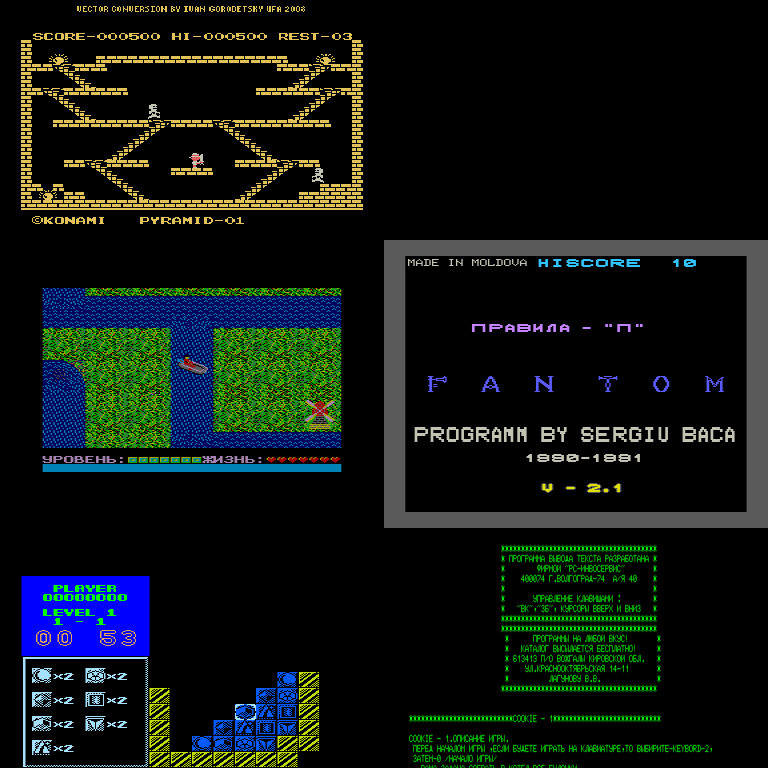 VECTOR CONVERSION BY IVAN GORODETSKY UFA 2008
SCORE-000500 HI-000500 REST-03
©KONAMI PYRAMID-01
MADE IN MOLDOVA HISCORE 10
ПРАВИЛА - "П"
FANTOM
PROGRAMM BY SERGIU BACA
1990-1991
V - 2.1
УРОВЕНЬ: ЖИЗНЬ:
PLAYER
00000000
LEVEL 1
1 - 1
00 53
×2 ×2
×2 ×2
×2 ×2
×2
ПРОГРАММА ВЫВОДА ТЕКСТА РАЗРАБОТАНА
ФИРМОЙ "РС-ИНФОСЕРВИС"
400074 Г.ВОЛГОГРАД-74 А/Я 40
УПРАВЛЕНИЕ КЛАВИШАМИ :
"ВК","ЗБ", КУРСОРЫ ВВЕРХ И ВНИЗ
ПРОГРАММЫ НА ЛЮБОЙ ВКУС!
КАТАЛОГ ВЫСЫЛАЕТСЯ БЕСПЛАТНО!
613413 П/О ВОХГАЛЫ КИРОВСКОЙ ОБЛ.
УЛ.КРАСНООКТЯБРЬСКАЯ 14-11
ЛАГУНОВУ В.В.
COOKIE - 1
COOKIE - 1.ОПИСАНИЕ ИГРЫ.
ПЕРЕД НАЧАЛОМ ИГРЫ ,ЕСЛИ БУДЕТЕ ИГРАТЬ НА КЛАВИАТУРЕ,ТО ВЫБИРИТЕ-KEYBORD-2,
ЗАТЕМ-0 /НАЧАЛО ИГРЫ/